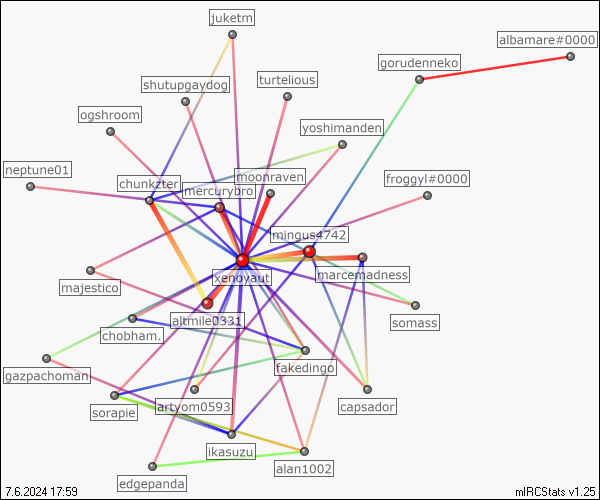 juketm
albamare#0000
gorudenneko
shutupgaydog
turtelious
ogshroom
yoshimanden
neptune01
moonraven
chunkzter
mercurybro
froggyl#0000
mingus4742
xenoyaut
marcemadness
majestico
somass
altmile0331
chobham.
gazpachoman
fakedingo
sorapie
artyom0593
capsador
ikasuzu
alan1002
edgepanda
7.6.2024 17:59
mIRCStats v1.25